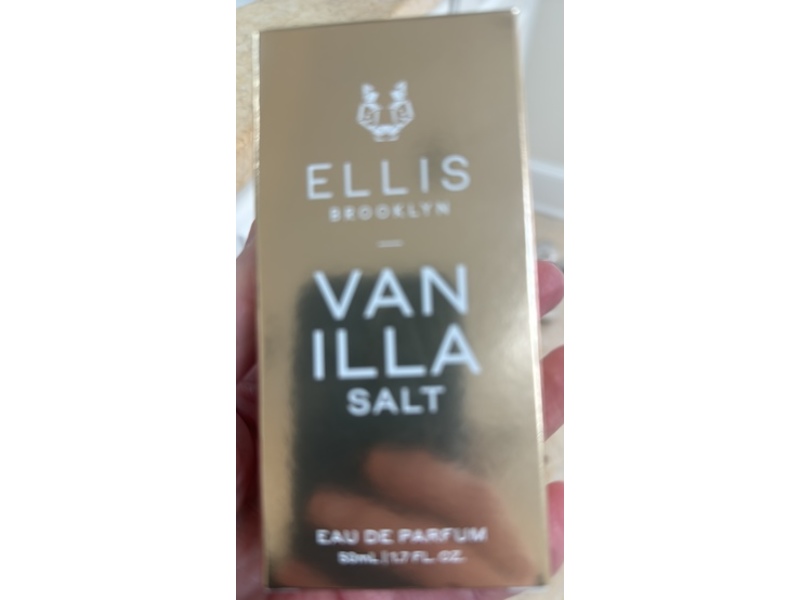 ELLIS
BROOKLYN
VAN
ILLA
SALT
EAU DE PARFUM
50mL | 1.7 FL. OZ.